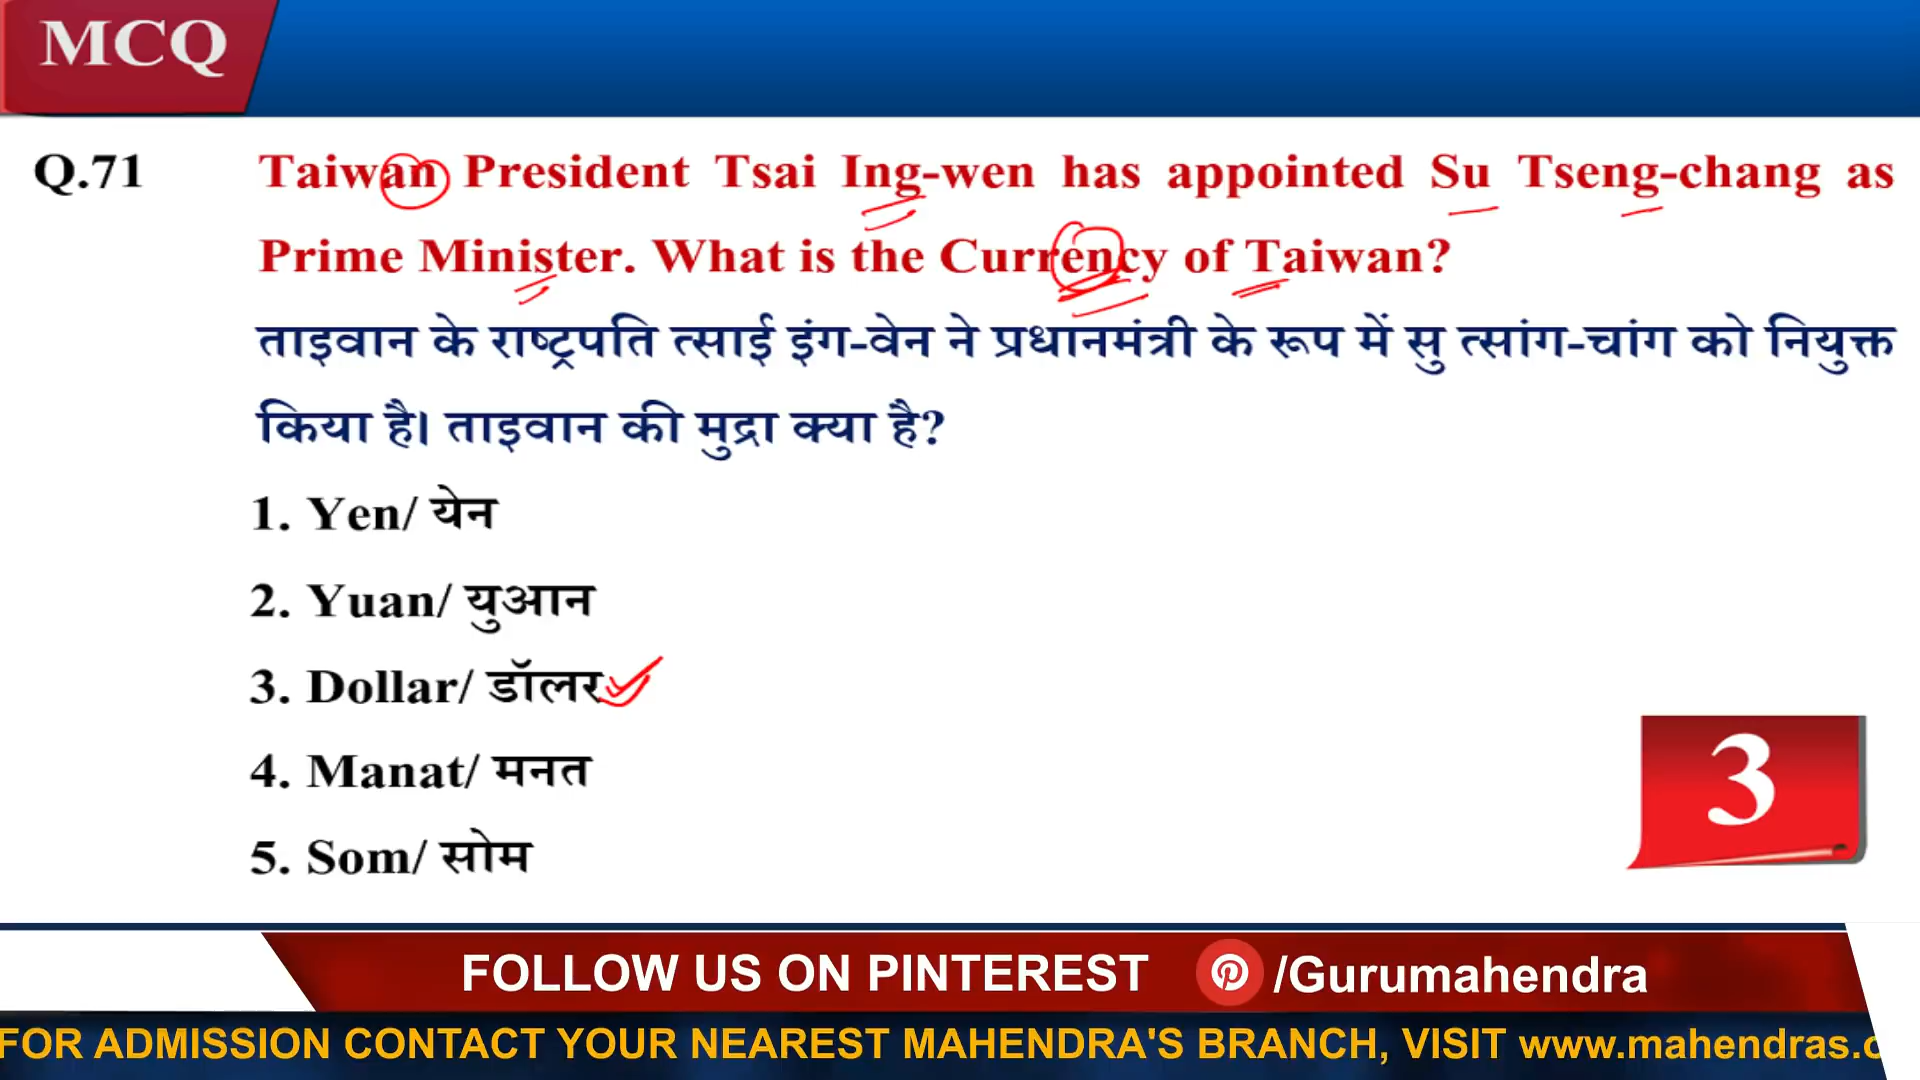 MCQ
Q.71 Taiwan President Tsai Ing-wen has appointed Su Tseng-chang as
Prime Minister. What is the Currency of Taiwan?
ताइवान के राष्ट्रपति त्साई इंग-वेन ने प्रधानमंत्री के रूप में सु त्सांग-चांग को नियुक्त
किया है। ताइवान की मुद्रा क्या है?
1. Yen/ येन
2. Yuan/ युआन
3. Dollar/ डॉलर
4. Manat/ मनत
5. Som/ सोम
3
FOLLOW US ON PINTEREST /Gurumahendra
FOR ADMISSION CONTACT YOUR NEAREST MAHENDRA'S BRANCH, VISIT www.mahendras.c